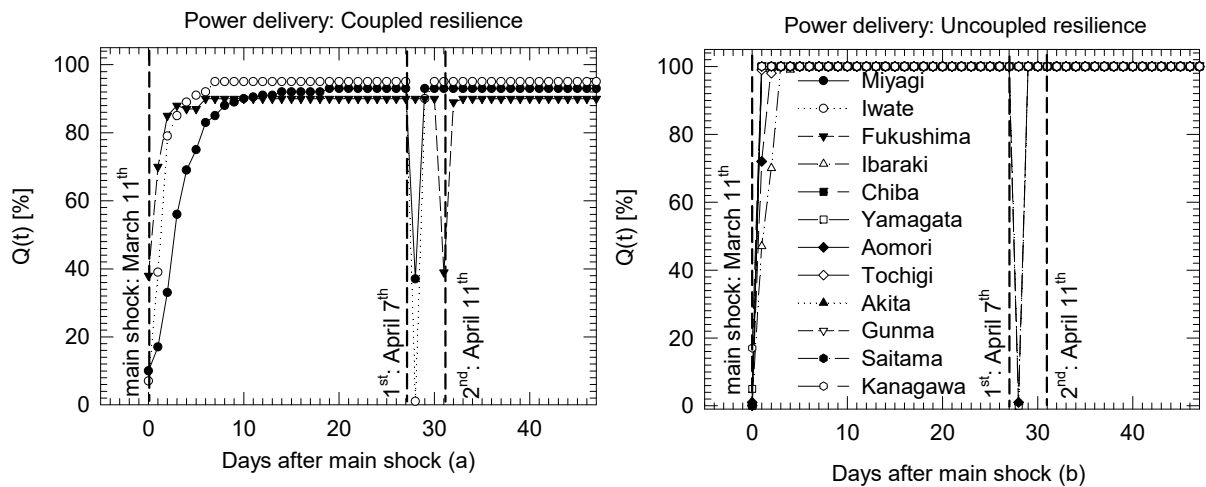 Power delivery: Coupled resilience
Q(t) [%]
100
80
60
40
20
0
main shock: March 11th
1st: April 7th
2nd: April 11th
0
10
20
30
40
Days after main shock (a)
Power delivery: Uncoupled resilience
Q(t) [%]
100
80
60
40
20
0
main shock: March 11th
Miyagi
Iwate
Fukushima
Ibaraki
Chiba
Yamagata
Aomori
Tochigi
Akita
Gunma
Saitama
Kanagawa
1st: April 7th
2nd: April 11th
0
10
20
30
40
Days after main shock (b)